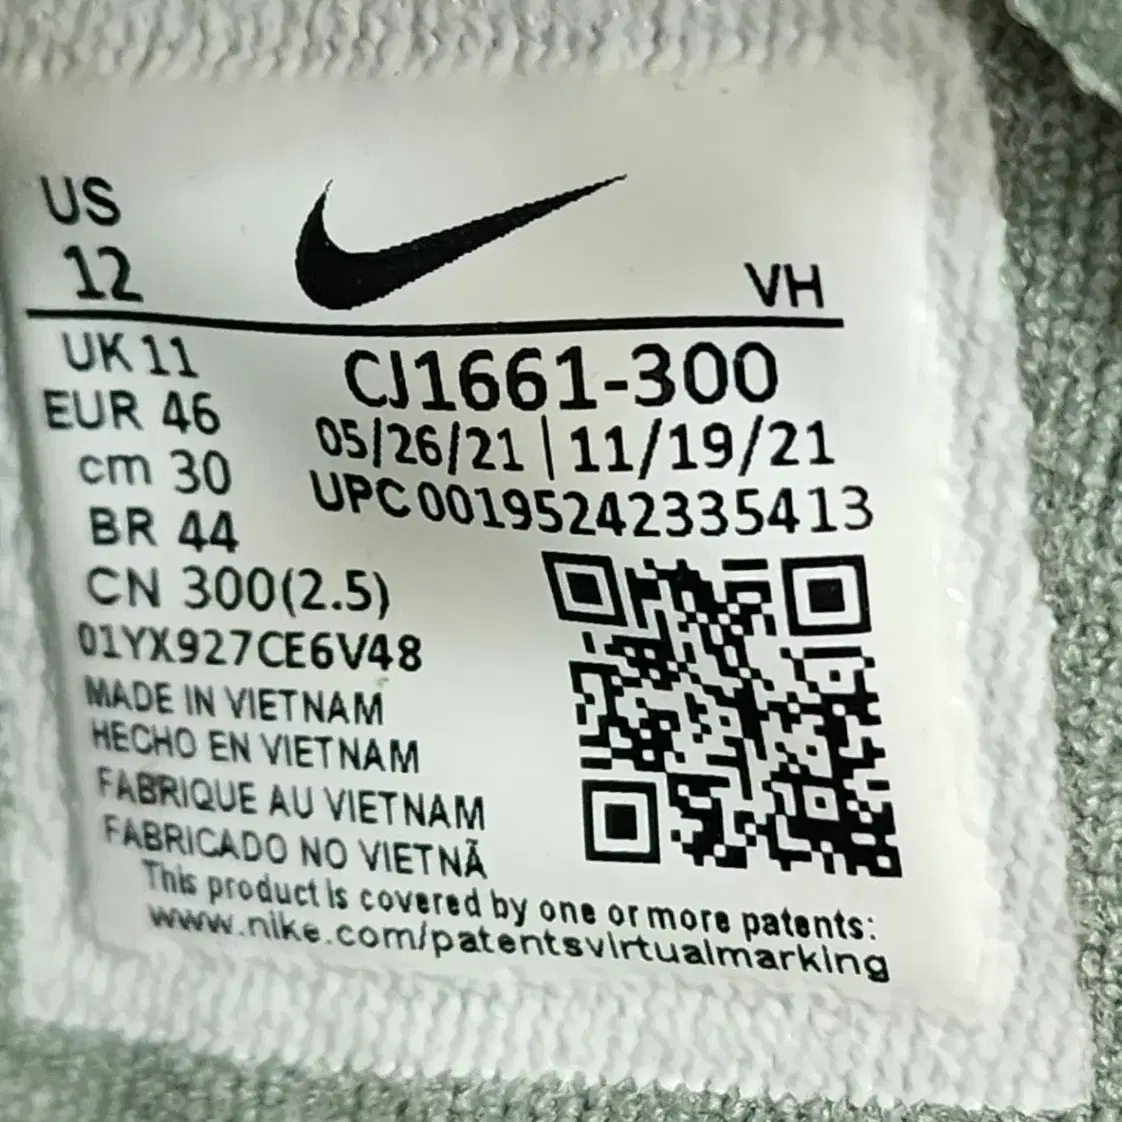 US
12
VH
UK 11
EUR 46
cm 30
BR 44
CN 300(2.5)
CJ1661-300
05/26/21 | 11/19/21
UPC 00195242335413
01YX927CE6V48
MADE IN VIETNAM
HECHO EN VIETNAM
FABRIQUE AU VIETNAM
FABRICADO NO VIETNÃ
This product is covered by one or more patents:
www.nike.com/patentsvirtualmarking